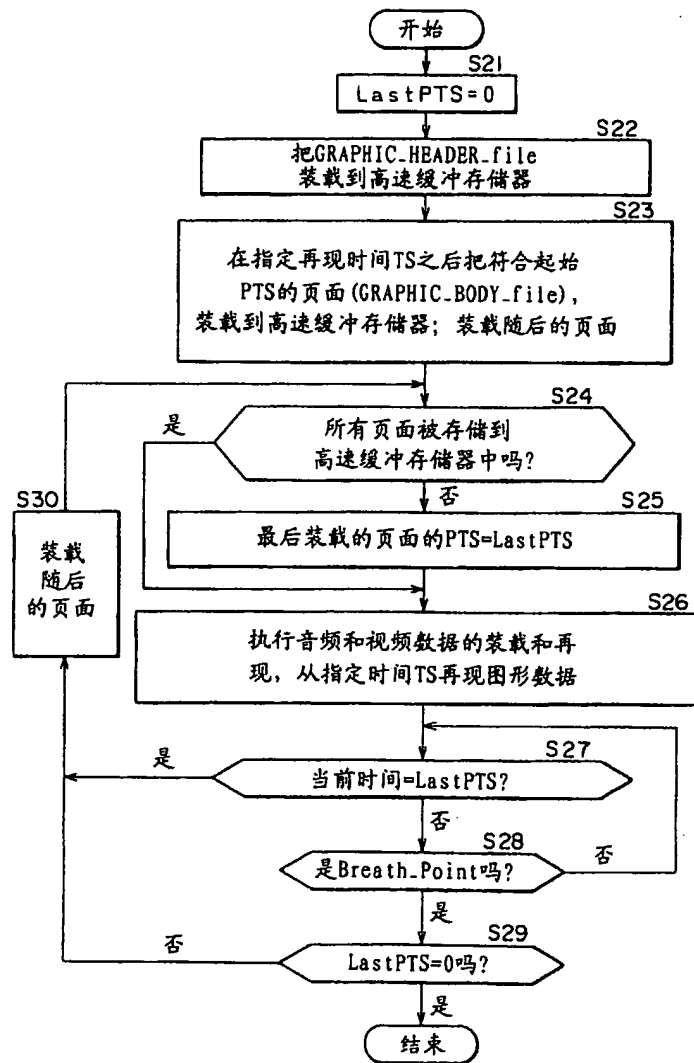 开始
S21
LastPTS=0
S22
把GRAPHIC_HEADER_file
装载到高速缓冲存储器
S23
在指定再现时间TS之后把符合起始
PTS的页面(GRAPHIC_BODY_file),
装载到高速缓冲存储器; 装载随后的页面
S24
是
所有页面被存储到
高速缓冲存储器中吗?
否
S30
装载
随后
的页面
S25
最后装载的页面的PTS=LastPTS
S26
执行音频和视频数据的装载和再
现, 从指定时间TS再现图形数据
S27
是
当前时间=LastPTS?
否
S28
是Breath_Point吗?
否
是
S29
否
LastPTS=0吗?
是
结束